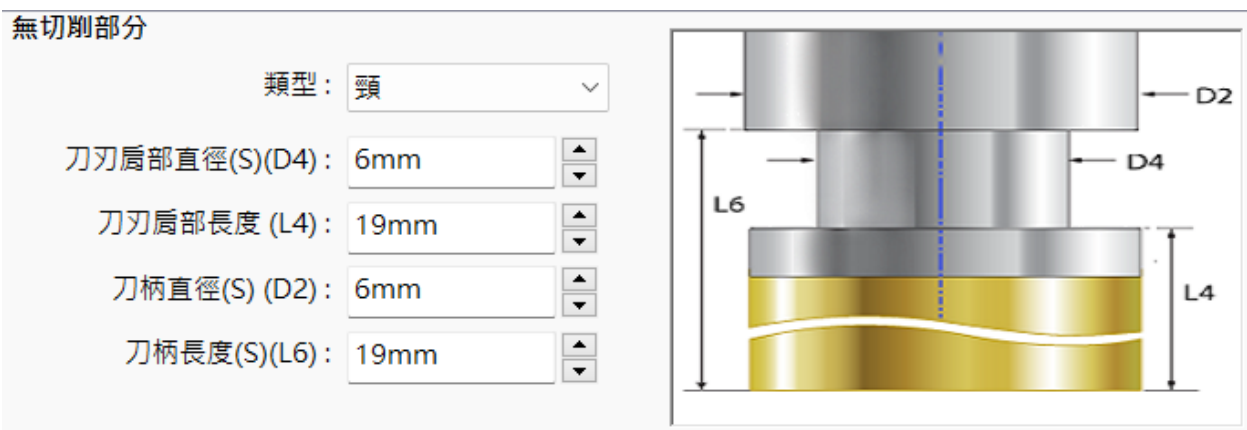 無切削部分
類型： 頸
刀刃肩部直徑(S)(D4)： 6mm
刀刃肩部長度 (L4)： 19mm
刀柄直徑(S) (D2)： 6mm
刀柄長度(S)(L6)： 19mm
D2
D4
L6
L4